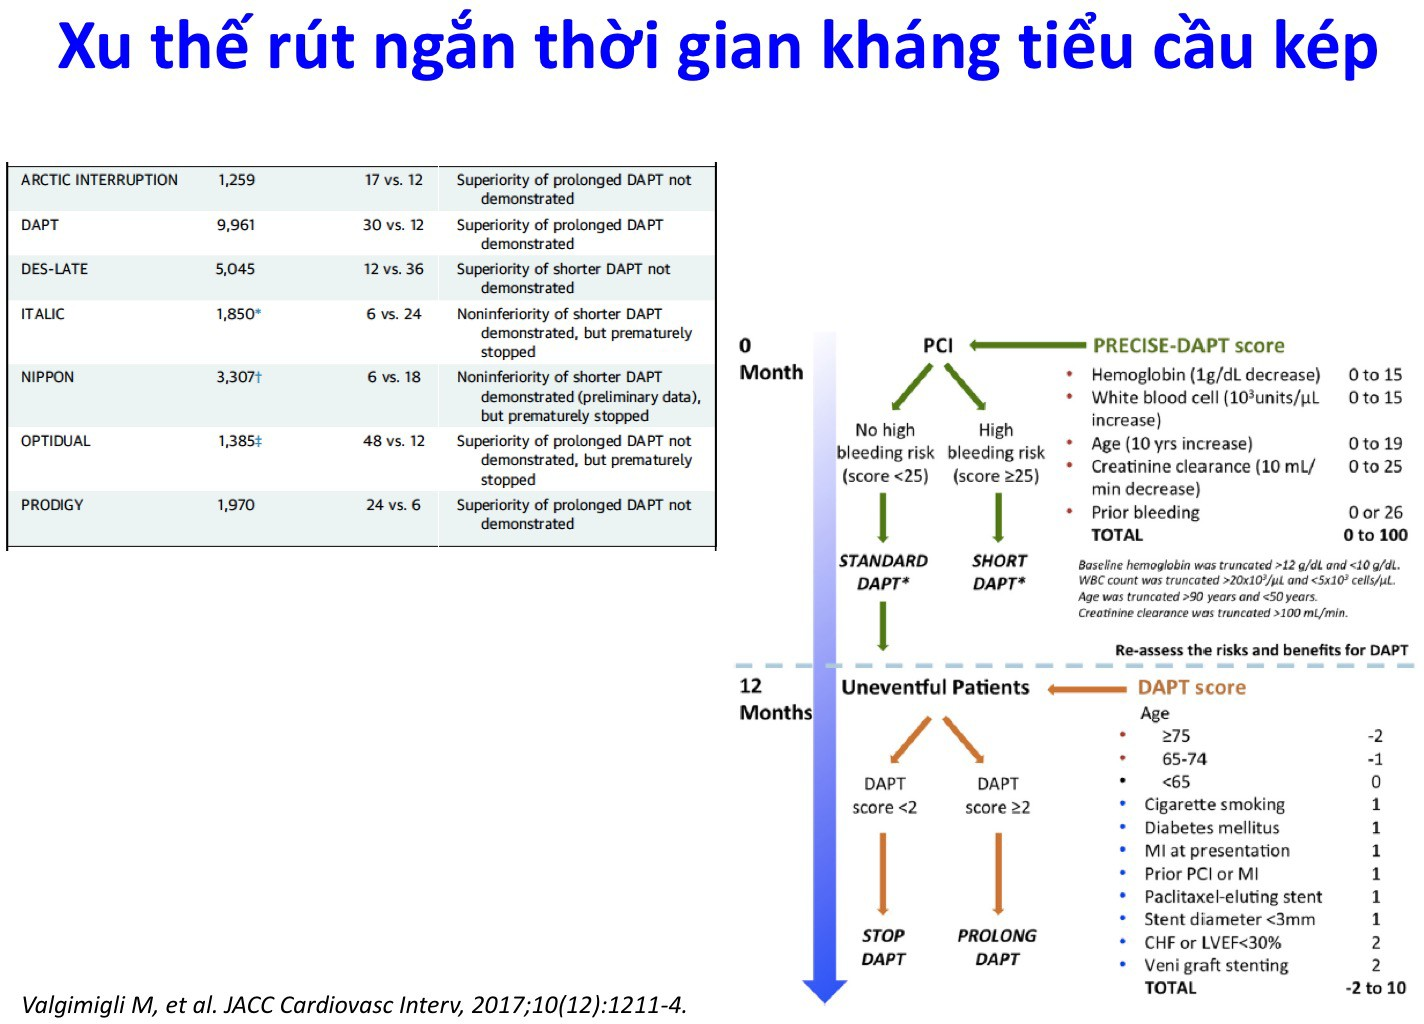 Xu thế rút ngắn thời gian kháng tiểu cầu kép
ARCTIC INTERRUPTION 1,259 17 vs. 12 Superiority of prolonged DAPT not
demonstrated
DAPT 9,961 30 vs. 12 Superiority of prolonged DAPT
demonstrated
DES-LATE 5,045 12 vs. 36 Superiority of shorter DAPT not
demonstrated
ITALIC 1,850* 6 vs. 24 Noninferiority of shorter DAPT
demonstrated, but prematurely
stopped
NIPPON 3,307† 6 vs. 18 Noninferiority of shorter DAPT
demonstrated (preliminary data),
but prematurely stopped
OPTIDUAL 1,385‡ 48 vs. 12 Superiority of prolonged DAPT not
demonstrated, but prematurely
stopped
PRODIGY 1,970 24 vs. 6 Superiority of prolonged DAPT not
demonstrated
0
Month
PCI
No high
bleeding risk
(score <25)
High
bleeding risk
(score ≥25)
STANDARD
DAPT*
SHORT
DAPT*
PRECISE-DAPT score
• Hemoglobin (1g/dL decrease) 0 to 15
• White blood cell (10³units/μL 0 to 15
increase)
• Age (10 yrs increase) 0 to 19
• Creatinine clearance (10 mL/ 0 to 25
min decrease)
• Prior bleeding 0 or 26
TOTAL 0 to 100
Baseline hemoglobin was truncated >12 g/dL and <10 g/dL.
WBC count was truncated >20x10³/μL and <5x10³ cells/μL.
Age was truncated >90 years and <50 years.
Creatinine clearance was truncated >100 mL/min.
Re-assess the risks and benefits for DAPT
12
Months
Uneventful Patients
DAPT
score <2
DAPT
score ≥2
STOP
DAPT
PROLONG
DAPT
DAPT score
Age
• ≥75 -2
• 65-74 -1
• <65 0
• Cigarette smoking 1
• Diabetes mellitus 1
• MI at presentation 1
• Prior PCI or MI 1
• Paclitaxel-eluting stent 1
• Stent diameter <3mm 1
• CHF or LVEF<30% 2
• Veni graft stenting 2
TOTAL -2 to 10
Valgimigli M, et al. JACC Cardiovasc Interv, 2017;10(12):1211-4.